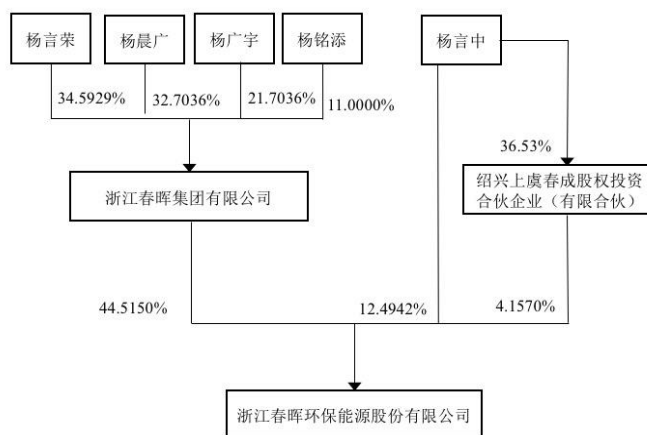 杨言荣
杨晨广
杨广宇
杨铭添
杨言中
34.5929%
32.7036%
21.7036%
11.0000%
36.53%
浙江春晖集团有限公司
绍兴上虞春成股权投资
合伙企业（有限合伙）
44.5150%
12.4942%
4.1570%
浙江春晖环保能源股份有限公司